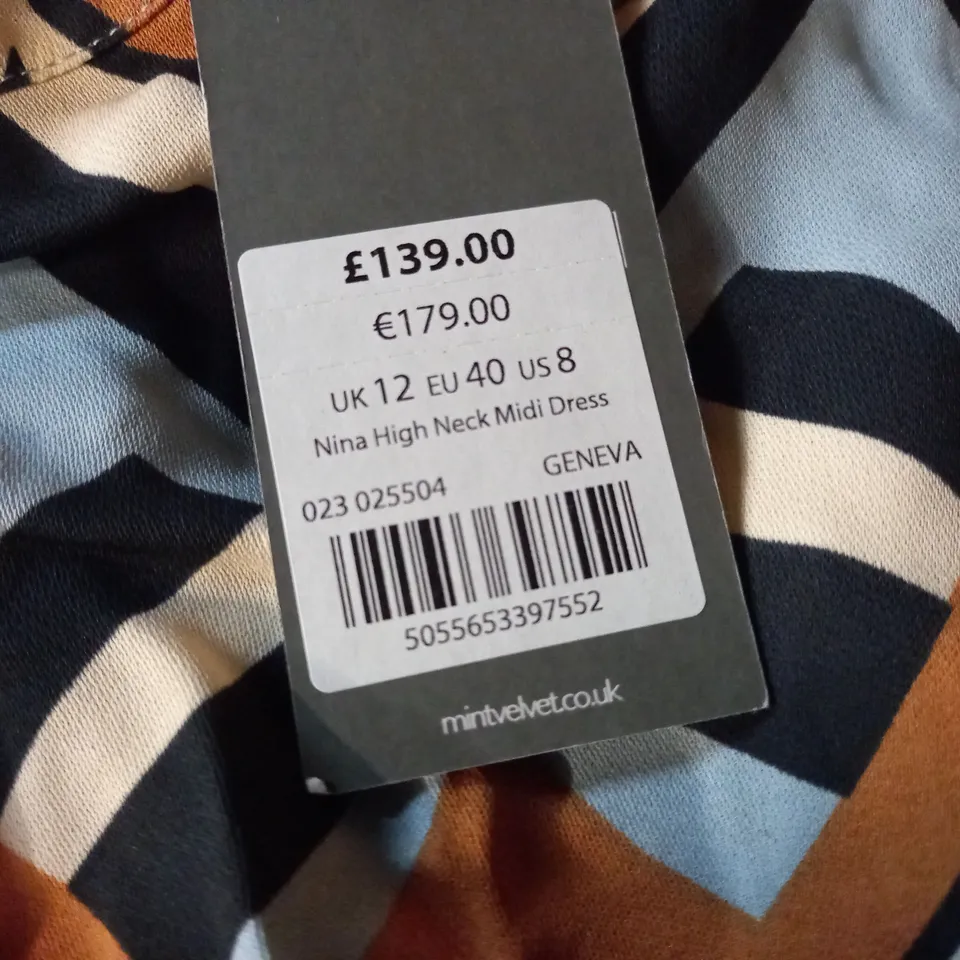 £139.00
€179.00
UK 12 EU 40 US 8
Nina High Neck Midi Dress
023 025504 GENEVA
5055653397552
mintvelvet.co.uk